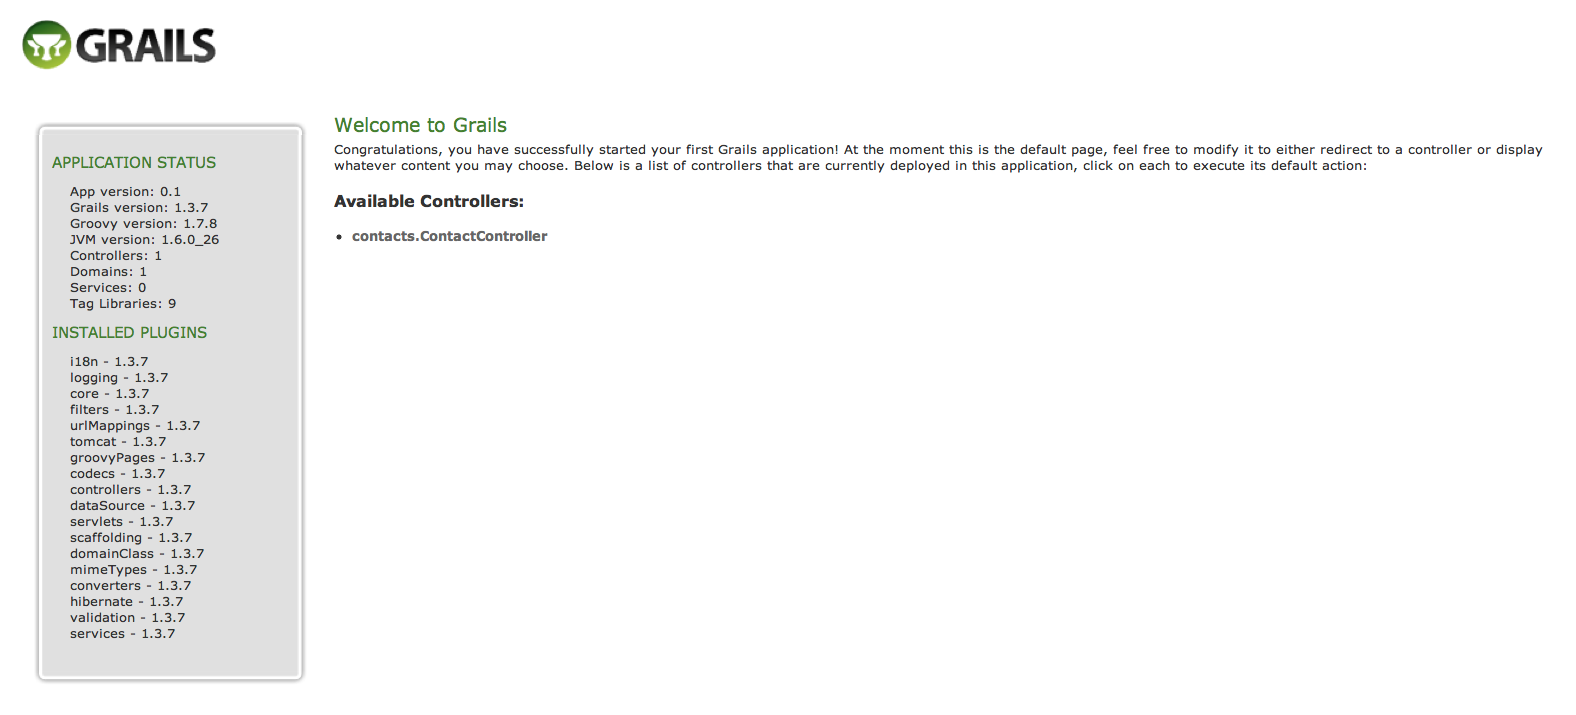 GRAILS
APPLICATION STATUS
App version: 0.1
Grails version: 1.3.7
Groovy version: 1.7.8
JVM version: 1.6.0_26
Controllers: 1
Domains: 1
Services: 0
Tag Libraries: 9
INSTALLED PLUGINS
i18n - 1.3.7
logging - 1.3.7
core - 1.3.7
filters - 1.3.7
urlMappings - 1.3.7
tomcat - 1.3.7
groovyPages - 1.3.7
codecs - 1.3.7
controllers - 1.3.7
dataSource - 1.3.7
servlets - 1.3.7
scaffolding - 1.3.7
domainClass - 1.3.7
mimeTypes - 1.3.7
converters - 1.3.7
hibernate - 1.3.7
validation - 1.3.7
services - 1.3.7
Welcome to Grails
Congratulations, you have successfully started your first Grails application! At the moment this is the default page, feel free to modify it to either redirect to a controller or display
whatever content you may choose. Below is a list of controllers that are currently deployed in this application, click on each to execute its default action:
Available Controllers:
• contacts.ContactController